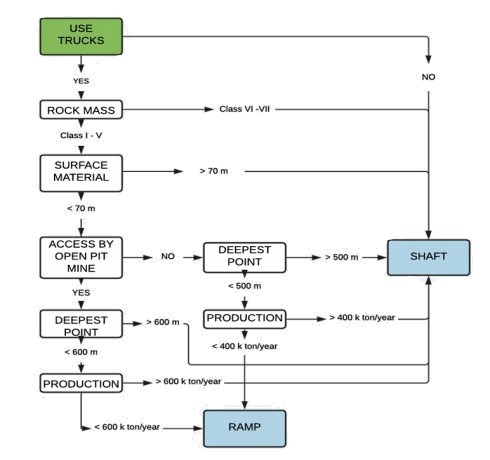 USE
TRUCKS
YES
NO
ROCK MASS
Class VI -VII
Class I - V
SURFACE
MATERIAL
> 70 m
< 70 m
ACCESS BY
OPEN PIT
MINE
NO
DEEPEST
POINT
> 500 m
SHAFT
YES
< 500 m
DEEPEST
POINT
> 600 m
PRODUCTION
> 400 k ton/year
< 600 m
< 400 k ton/year
PRODUCTION
> 600 k ton/year
< 600 k ton/year
RAMP